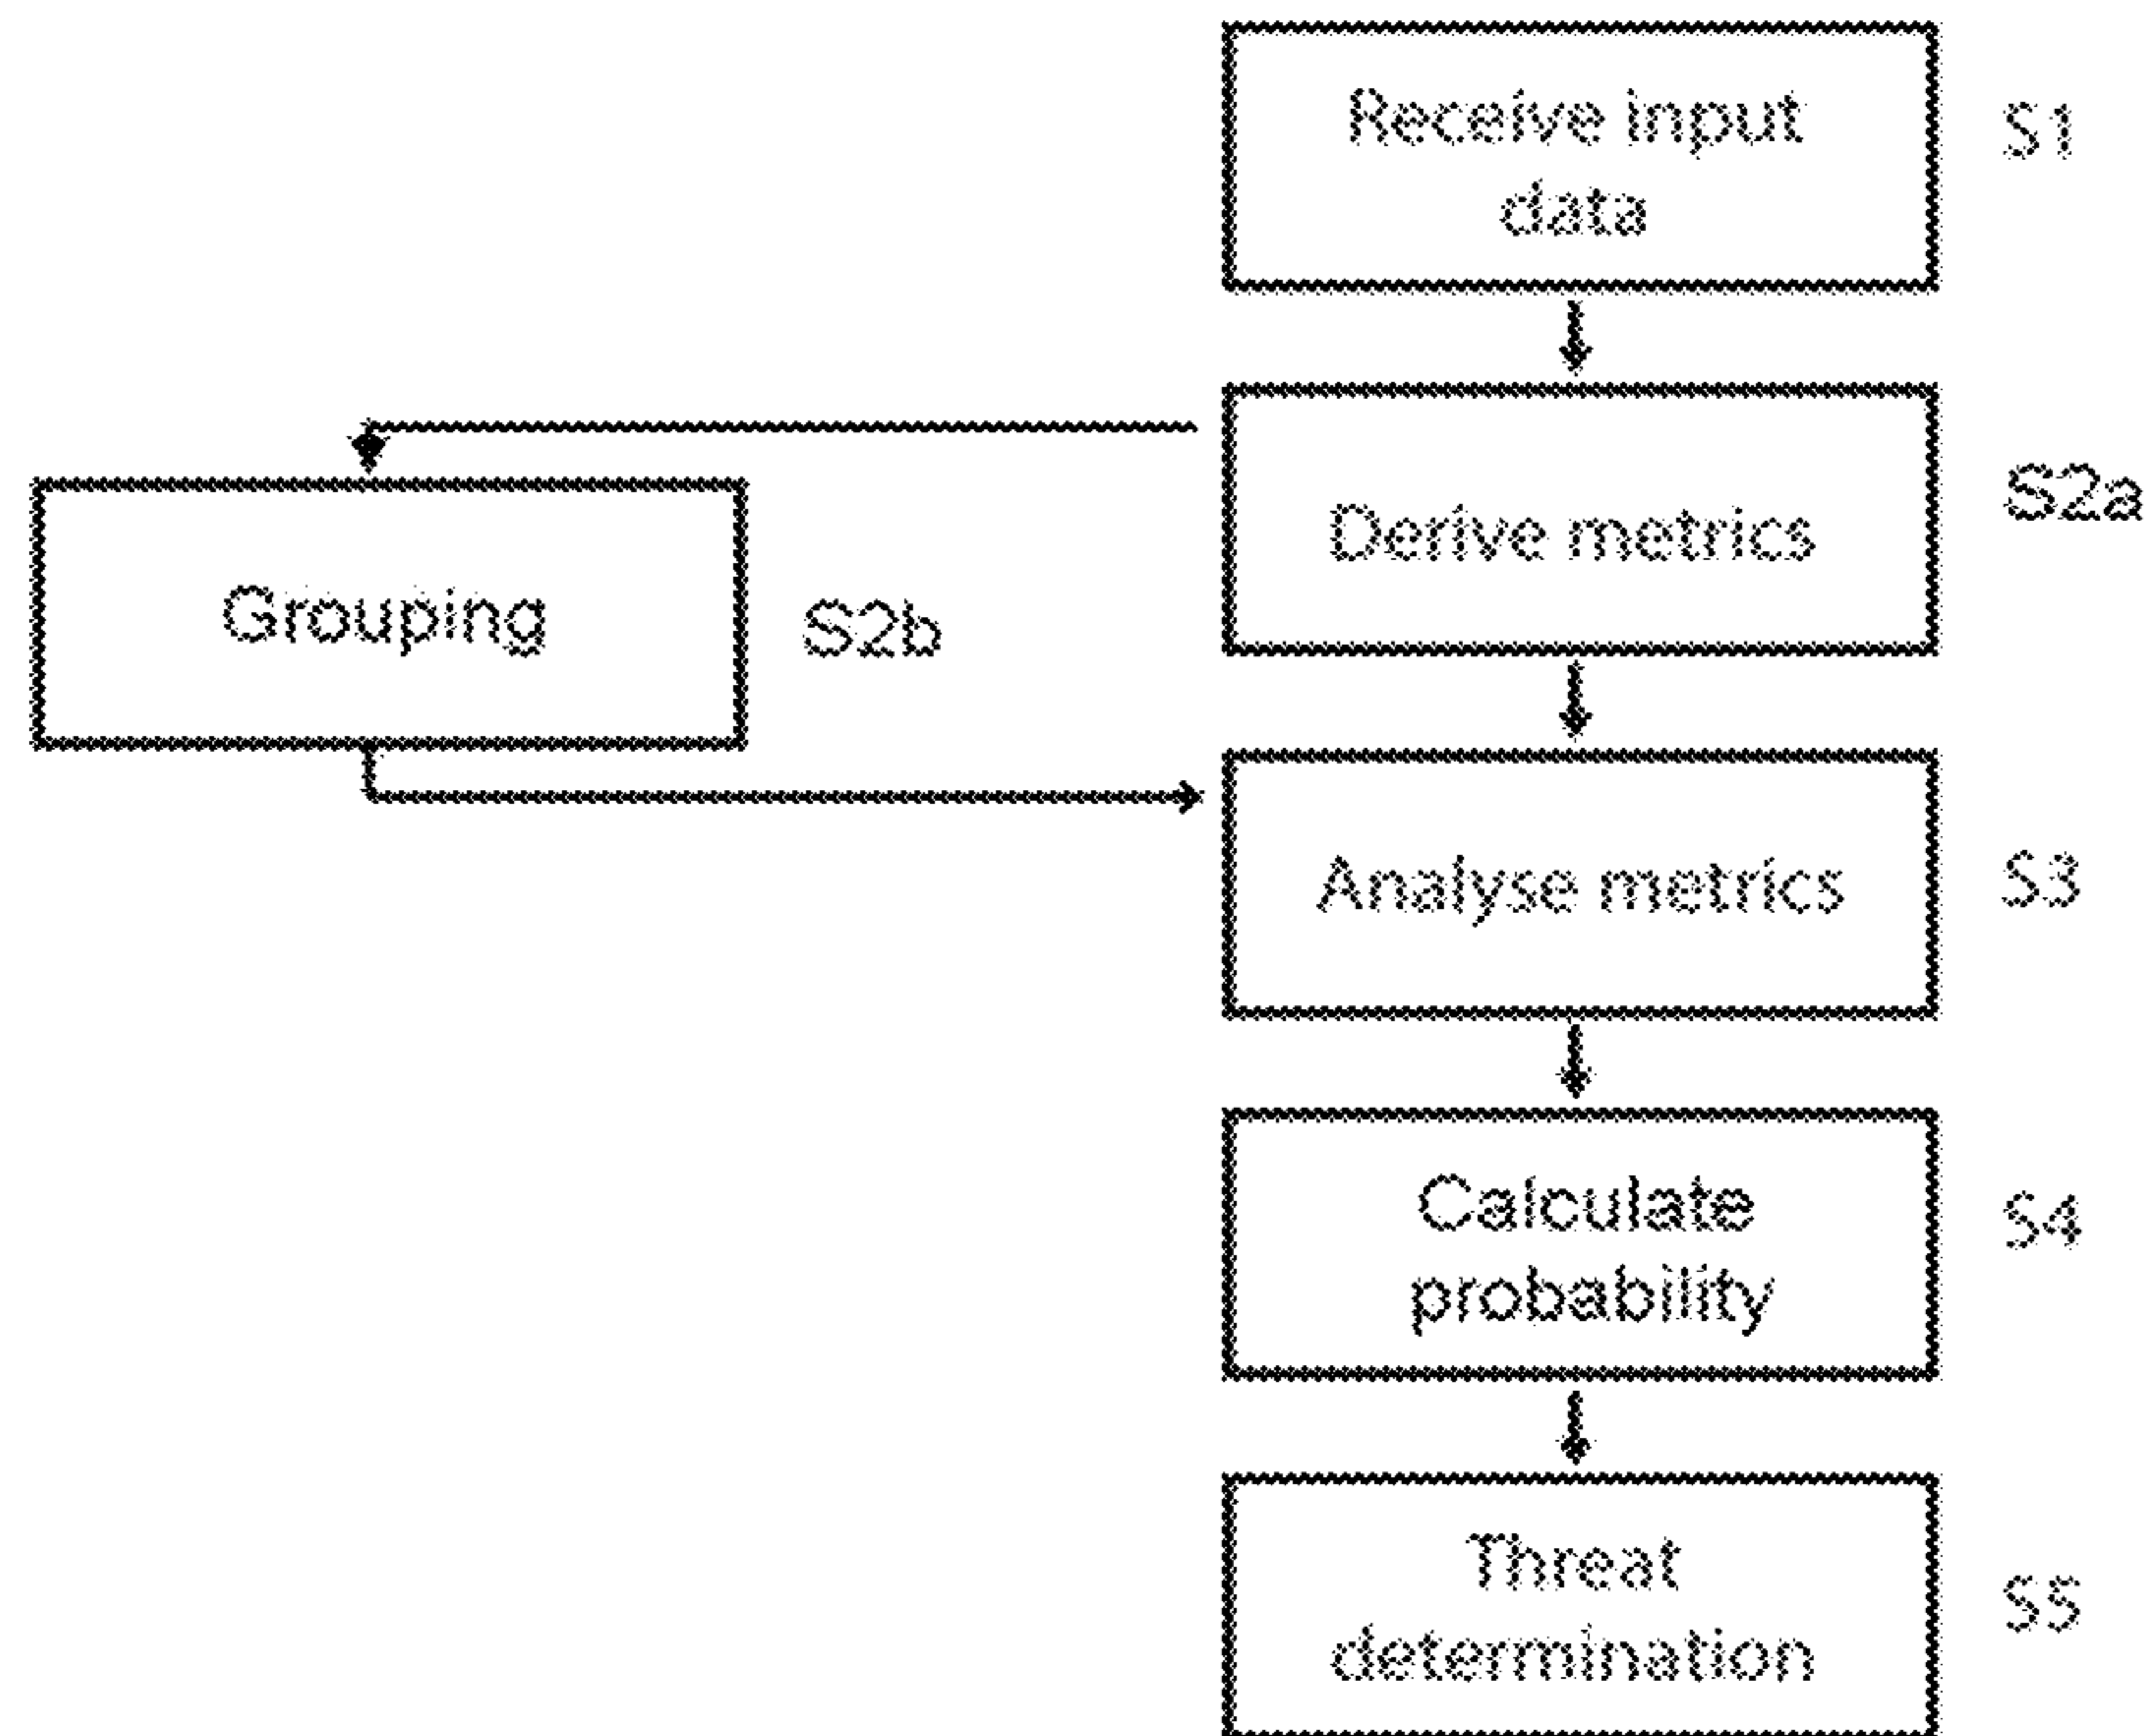 Receive Input
data
S1
Derive metrics
S2a
Grouping
S2b
Analyse metrics
S3
Calculate
probability
S4
Threat
determination
S5